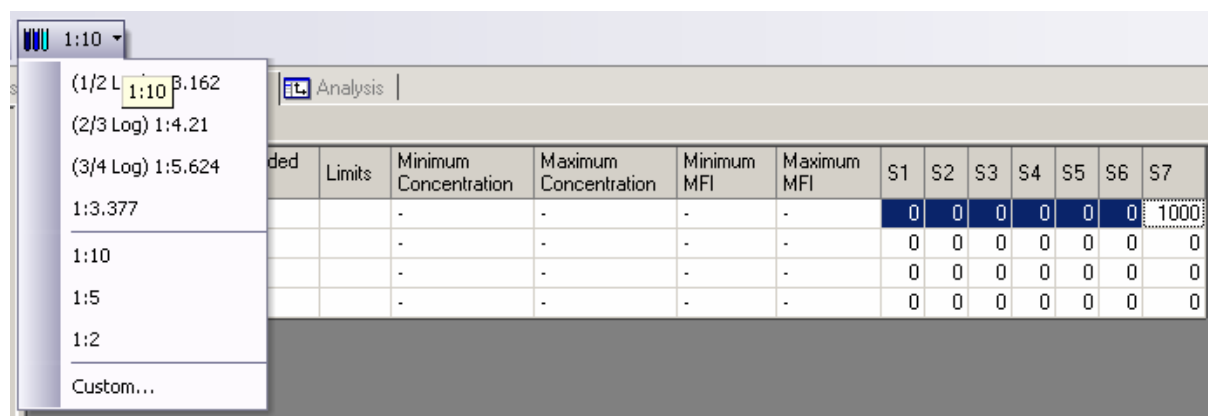 1:10
(1/2 L 3.162
1:10
(2/3 Log) 1:4.21
(3/4 Log) 1:5.624
1:3.377
1:10
1:5
1:2
Custom...
Analysis
ded Limits Minimum Concentration Maximum Concentration Minimum MFI Maximum MFI S1 S2 S3 S4 S5 S6 S7
- - - - 0 0 0 0 0 0 1000
- - - - 0 0 0 0 0 0 0
- - - - 0 0 0 0 0 0 0
- - - - 0 0 0 0 0 0 0